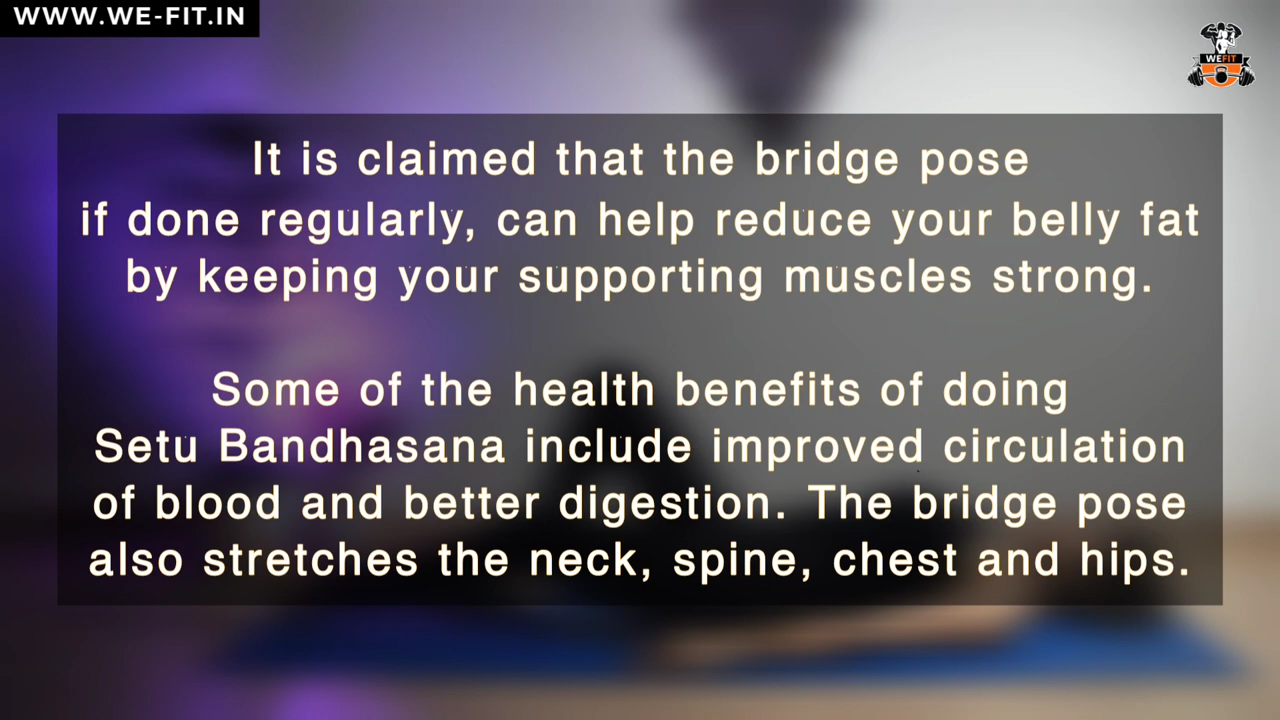 WWW.WE-FIT.IN
WEFIT
It is claimed that the bridge pose
if done regularly, can help reduce your belly fat
by keeping your supporting muscles strong.
Some of the health benefits of doing
Setu Bandhasana include improved circulation
of blood and better digestion. The bridge pose
also stretches the neck, spine, chest and hips.